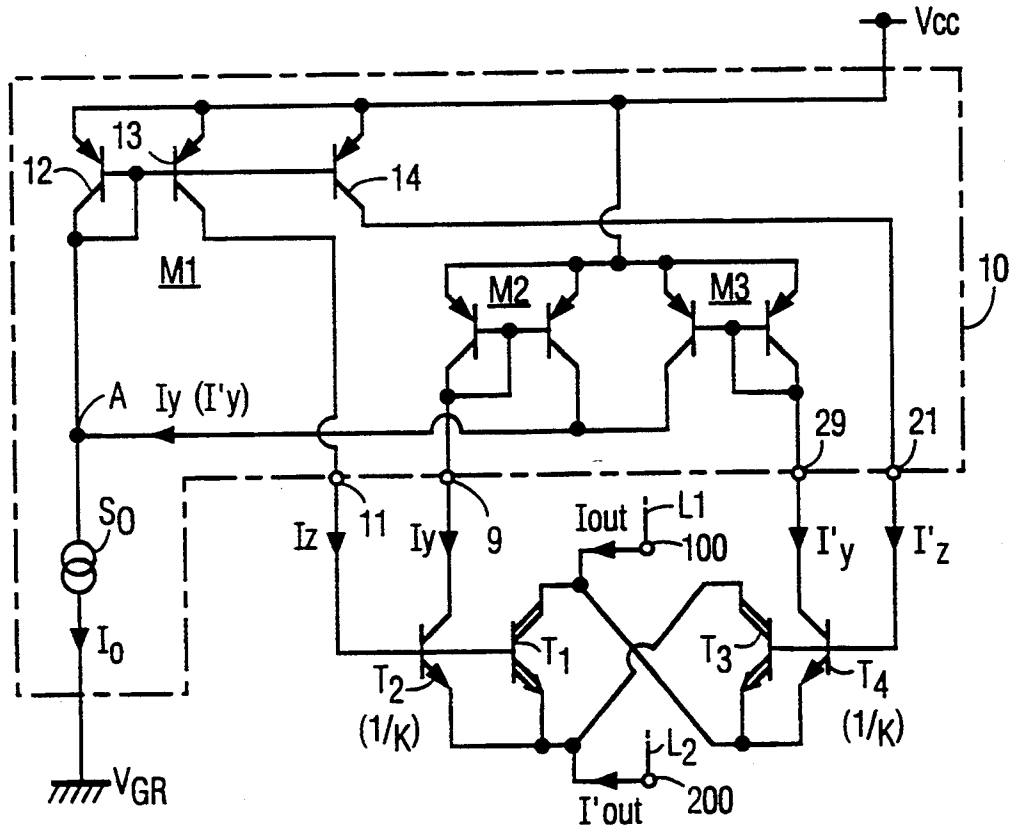 Vcc
13
12
14
M1
M2
M3
10
A
Iy (I'y)
29
21
S0
11
9
Iz
Iy
Iout
L1
100
I'y
I'z
I0
T1
T3
T2
(1/K)
T4
(1/K)
L2
200
I'out
VGR